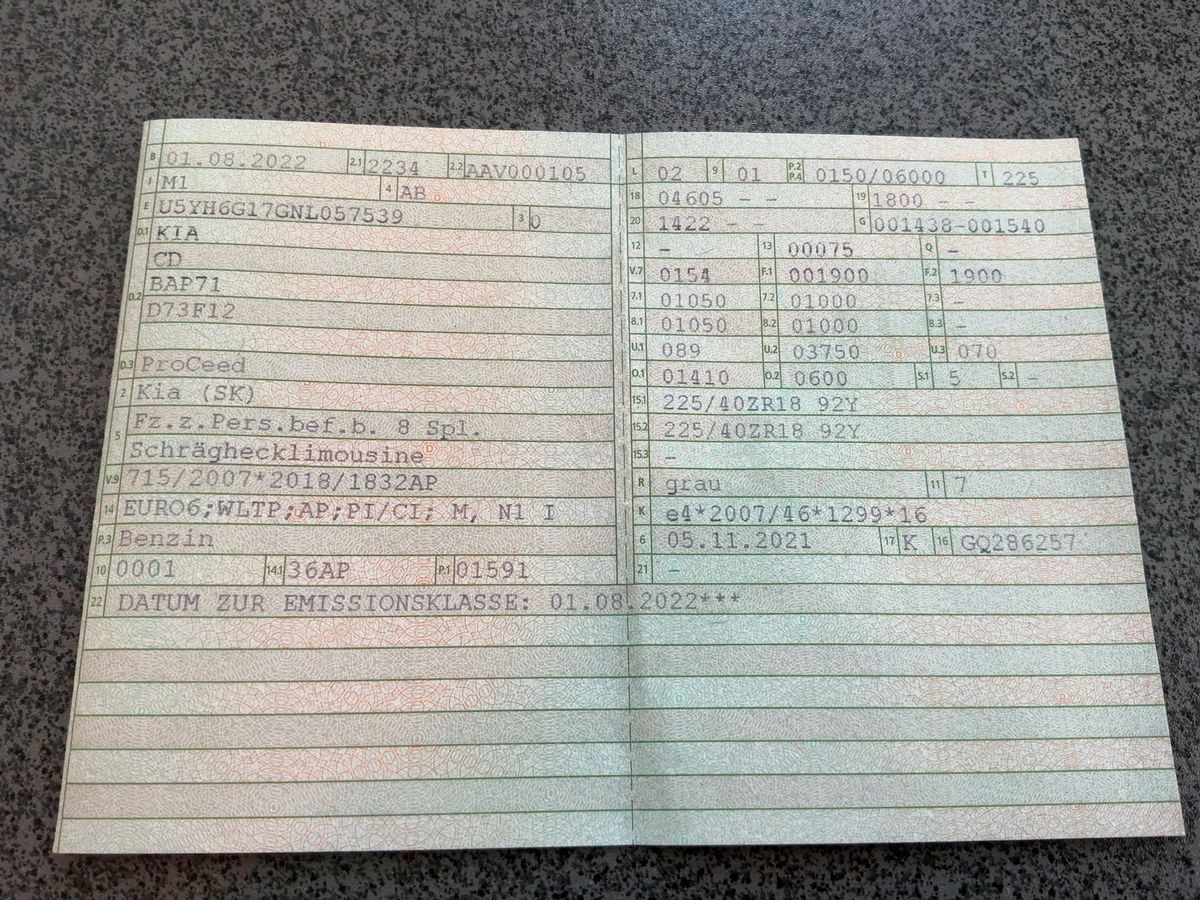 B 01.08.2022 2.1 2234 2.2 AAV000105
J M1 4 AB
E U5YH6G17GNL057539 3 0
D.1 KIA
D.2 CD
BAP71
D73F12
D.3 ProCeed
2 Kia (SK)
5 Fz.z.Pers.bef.b. 8 Spl.
Schräghecklimousine
V.9 715/2007*2018/1832AP
14 EURO6;WLTP;AP;PI/CI; M, N1 I
P.3 Benzin
10 0001 14.1 36AP P.1 01591
22 DATUM ZUR EMISSIONSKLASSE: 01.08.2022***
L 02 9 01 P.2 P.4 0150/06000 T 225
18 04605 - - 19 1800 - -
20 1422 - - G 001438-001540
12 - 13 00075 Q -
V.7 0154 F.1 001900 F.2 1900
7.1 01050 7.2 01000 7.3 -
8.1 01050 8.2 01000 8.3 -
U.1 089 U.2 03750 U.3 070
O.1 01410 O.2 0600 S.1 5 S.2 -
15.1 225/40ZR18 92Y
15.2 225/40ZR18 92Y
15.3 -
R grau 11 7
K e4*2007/46*1299*16
6 05.11.2021 17 K 16 GQ286257
21 -